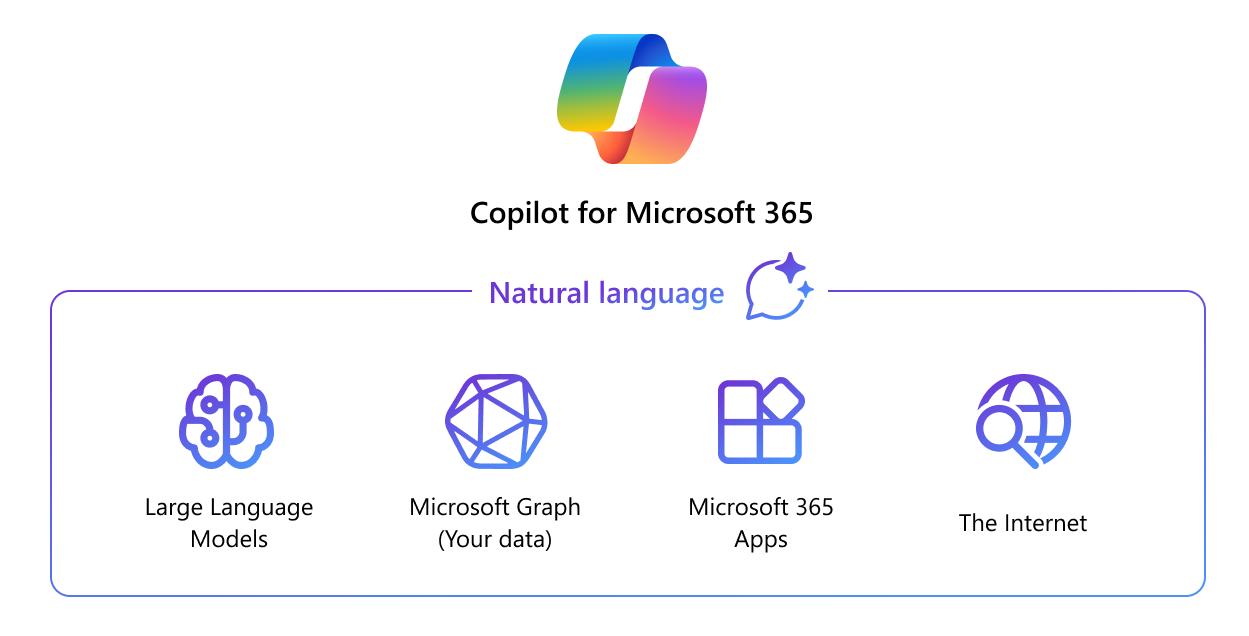 Copilot for Microsoft 365
Natural language
Large Language
Models
Microsoft Graph
(Your data)
Microsoft 365
Apps
The Internet